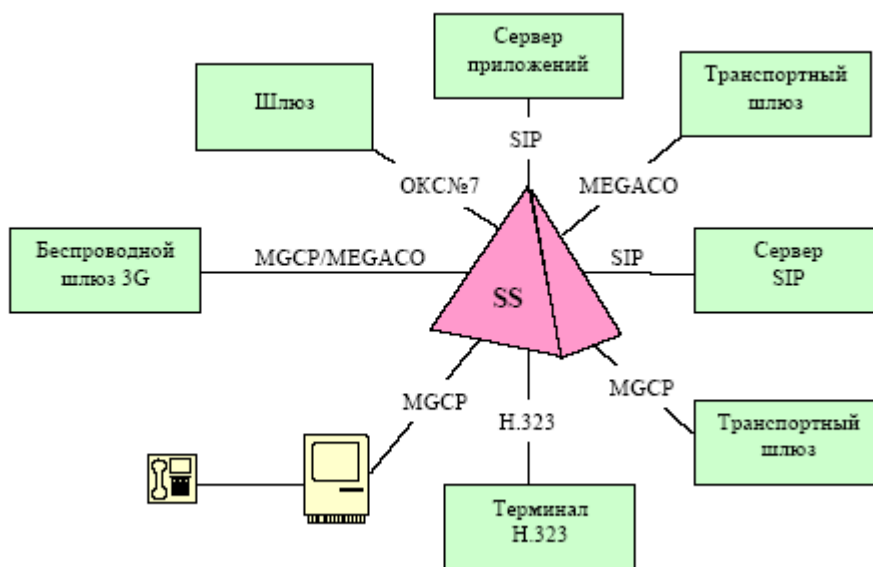 Сервер
приложений
Шлюз
Транспортный
шлюз
SIP
ОКС№7
MEGACO
Беспроводной
шлюз 3G
MGCP/MEGACO
SIP
Сервер
SIP
SS
MGCP
H.323
MGCP
Транспортный
шлюз
Терминал
H.323